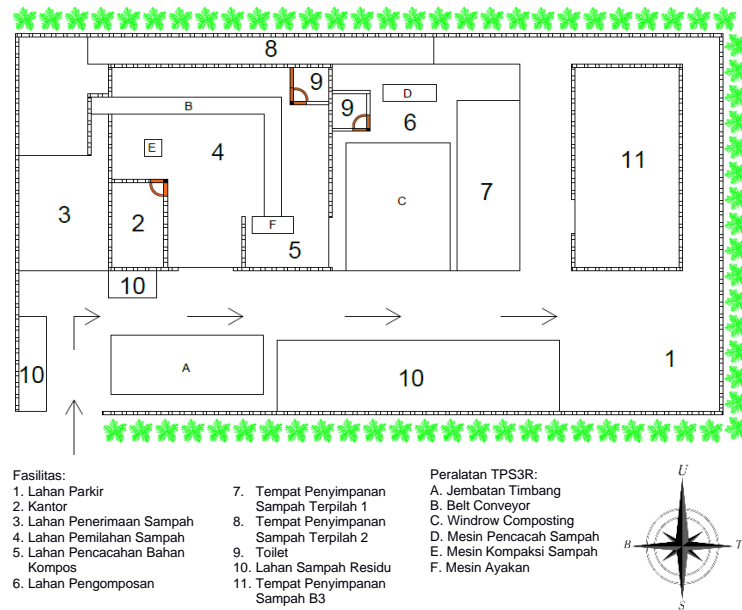 8
9
D
B
9
6
E
4
11
3
2
7
C
F
5
10
10
A
10
1
Fasilitas:
1. Lahan Parkir
2. Kantor
3. Lahan Penerimaan Sampah
4. Lahan Pemilahan Sampah
5. Lahan Pencacahan Bahan
Kompos
6. Lahan Pengomposan
7. Tempat Penyimpanan
Sampah Terpilah 1
8. Tempat Penyimpanan
Sampah Terpilah 2
9. Toilet
10. Lahan Sampah Residu
11. Tempat Penyimpanan
Sampah B3
Peralatan TPS3R:
A. Jembatan Timbang
B. Belt Conveyor
C. Windrow Composting
D. Mesin Pencacah Sampah
E. Mesin Kompaksi Sampah
F. Mesin Ayakan
U
B
T
S